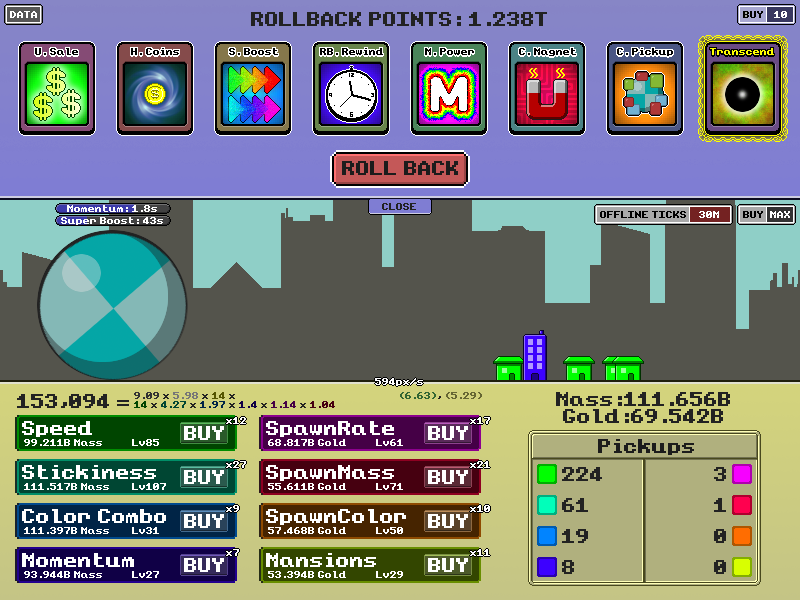 DATA
ROLLBACK POINTS: 1.238T
BUY 10
U.Sale
H.Coins
S.Boost
RB.Rewind
M.Power
C.Magnet
C.Pickup
Transcend
M
ROLL BACK
Momentum:1.8s
Super Boost:43s
CLOSE
OFFLINE TICKS 30M
BUY MAX
594px/s
153,094 = 9.09 x 5.98 x 14 x
14 x 4.27 x 1.97 x 1.4 x 1.14 x 1.04
(6.63),(5.29)
Mass:111.656B
Gold:69.542B
Speed
99.211B Mass Lv85
BUY x12
SpawnRate
68.817B Gold Lv61
BUY x17
Stickiness
111.517B Mass Lv107
BUY x27
SpawnMass
55.611B Gold Lv71
BUY x21
Color Combo
111.397B Mass Lv31
BUY x9
SpawnColor
57.468B Gold Lv50
BUY x10
Momentum
93.944B Mass Lv27
BUY x7
Mansions
53.394B Gold Lv29
BUY x11
Pickups
224 3
61 1
19 0
8 0